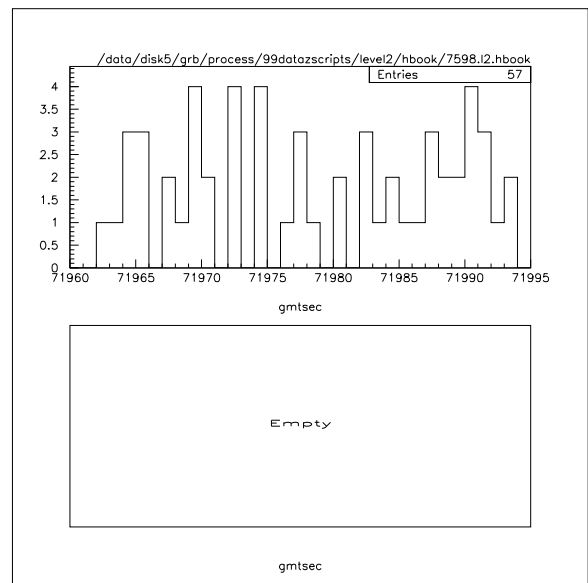 /data/disk5/grb/process/99datazscripts/level2/hbook/7598.l2.hbook
Entries 57
4
3.5
3
2.5
2
1.5
1
0.5
0
71960 71965 71970 71975 71980 71985 71990 71995
gmtsec
Empty
gmtsec